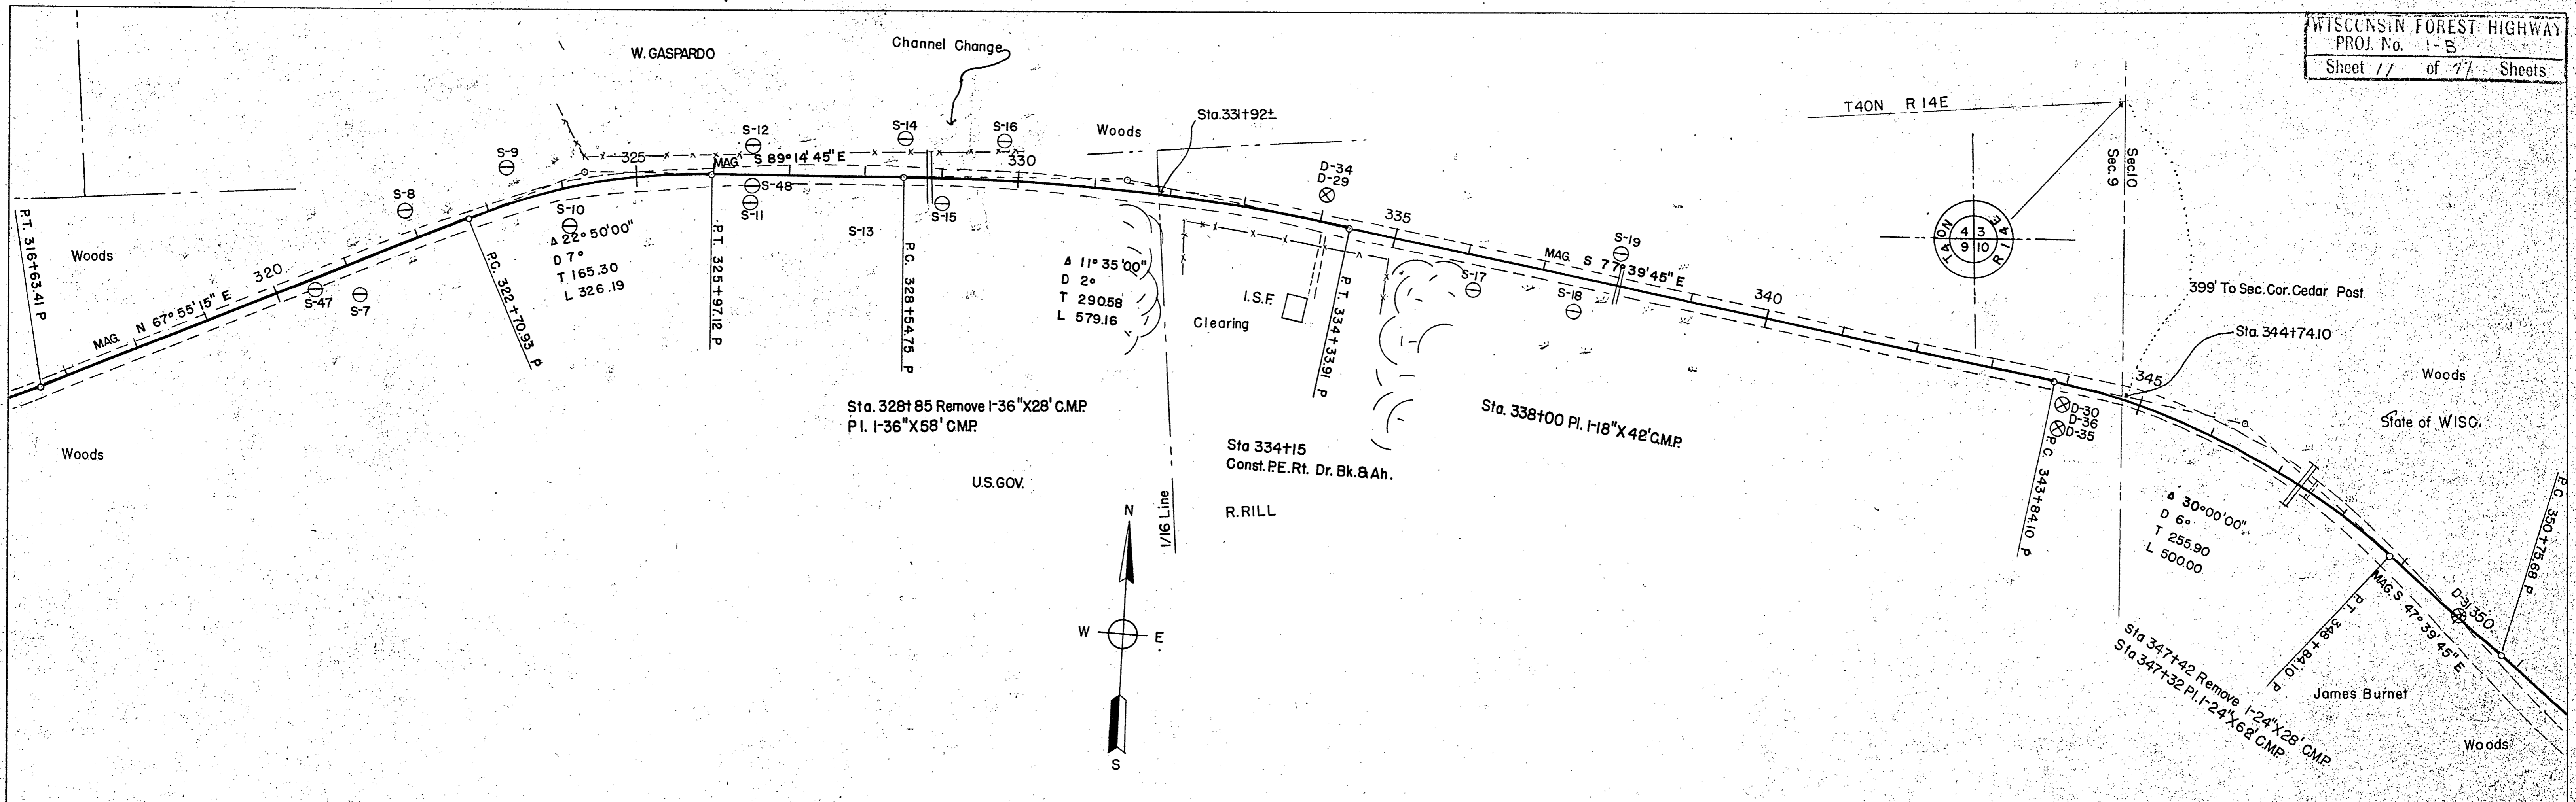 WISCONSIN FOREST HIGHWAY
PROJ. No. 1-B
Sheet 11 of Sheets
W. GASPARDO
Channel Change
Woods
Sta. 331+92±
T40N R 14E
Sec. 9
Sec. 10
T40N
R 14E
4 3
9 10
399' To Sec. Cor. Cedar Post
Sta. 344+74.10
Woods
State of WISC.
S-8
S-9
S-10
S-12
S-48
S-11
S-14
S-13
S-15
S-16
D-34
D-29
S-17
S-18
S-19
S-47
S-7
D-30
D-36
D-35
D-31
320
325
330
335
340
345
350
P.T. 316+63.41 P
Woods
MAG. N 67° 55' 15" E
P.C. 322+70.93 P
Δ 22° 50' 00"
D 7°
T 165.30
L 326.19
MAG S 89° 14' 45" E
P.T. 325+97.12 P
P.C. 328+54.75 P
Δ 11° 35' 00"
D 2°
T 290.58
L 579.16
I.S.F.
Clearing
P.T. 334+33.91 P
MAG. S 77° 39' 45" E
P.C. 343+84.10 P
Δ 30° 00' 00"
D 6°
T 255.90
L 500.00
P.T. 348+84.10 P
MAG. S 47° 39' 45" E
P.C. 350+75.68 P
Woods
Sta. 328+85 Remove 1-36"X28' C.M.P.
Pl. 1-36"X58' C.M.P.
U.S. GOV.
1/16 Line
Sta 334+15
Const. P.E. Rt. Dr. Bk. & Ah.
R. RILL
Sta. 338+00 Pl. 1-18"X42' C.M.P.
Sta 347+42 Remove 1-24"X28' C.M.P.
Sta 347+32 Pl. 1-24"X62' C.M.P.
James Burnet
Woods
N
W E
S